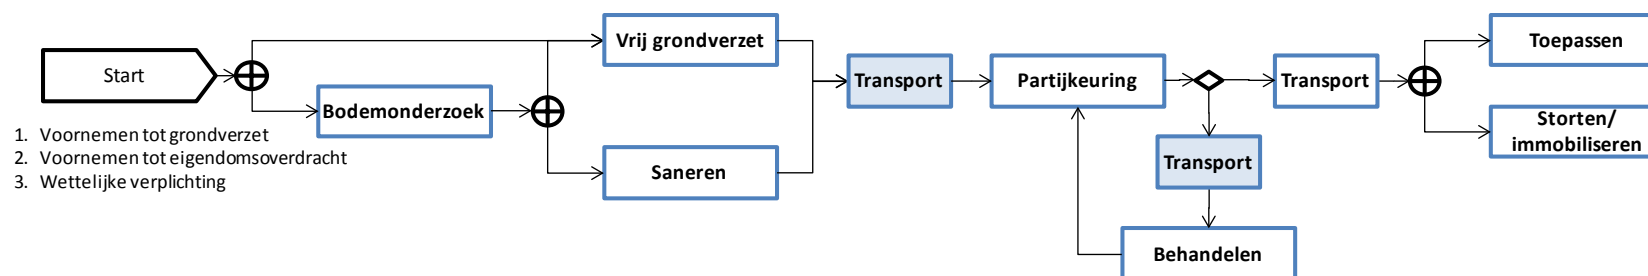 Start
1. Voornemen tot grondverzet
2. Voornemen tot eigendomsoverdracht
3. Wettelijke verplichting
Bodemonderzoek
Vrij grondverzet
Saneren
Transport
Partijkeuring
Transport
Behandelen
Transport
Toepassen
Storten/
immobiliseren